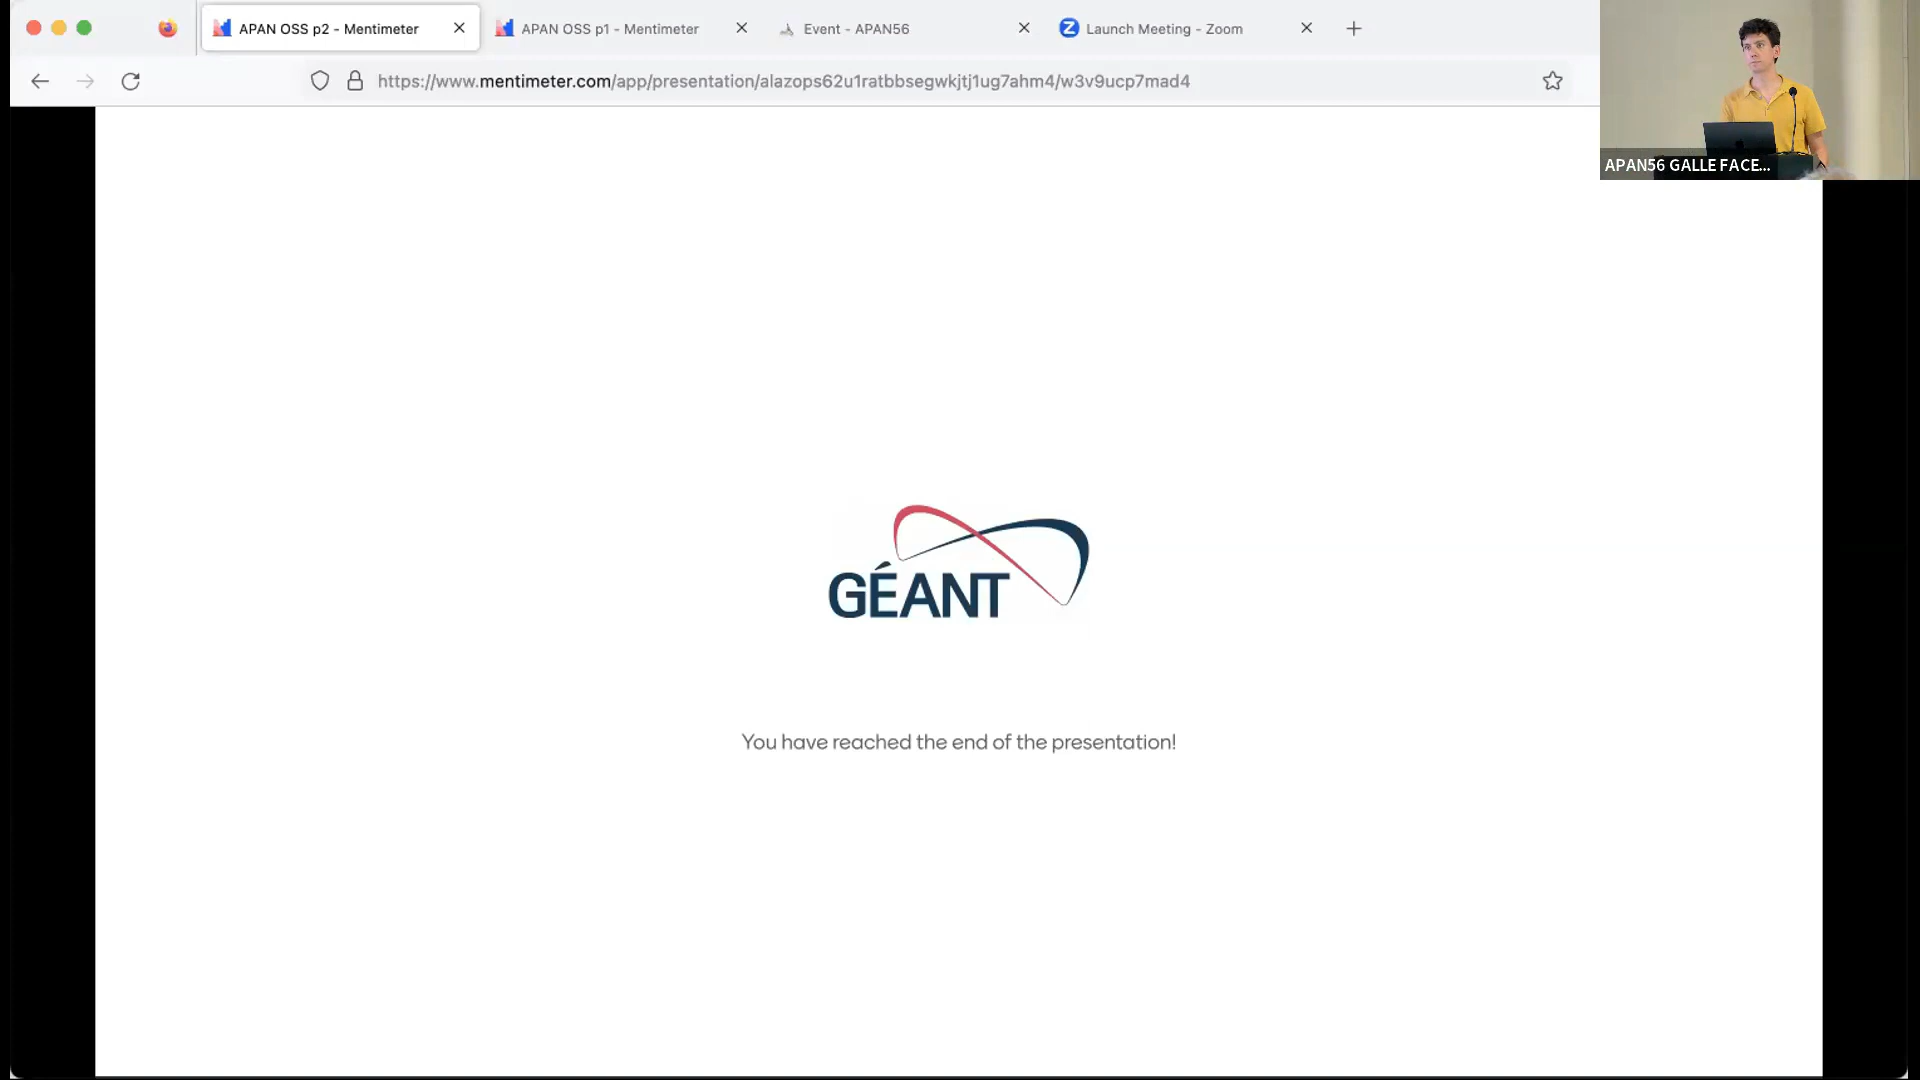 APAN OSS p2 - Mentimeter
APAN OSS p1 - Mentimeter
Event - APAN56
Launch Meeting - Zoom
https://www.mentimeter.com/app/presentation/alazops62u1ratbbsegwkjtj1ug7ahm4/w3v9ucp7mad4
APAN56 GALLE FACE...
GÉANT
You have reached the end of the presentation!